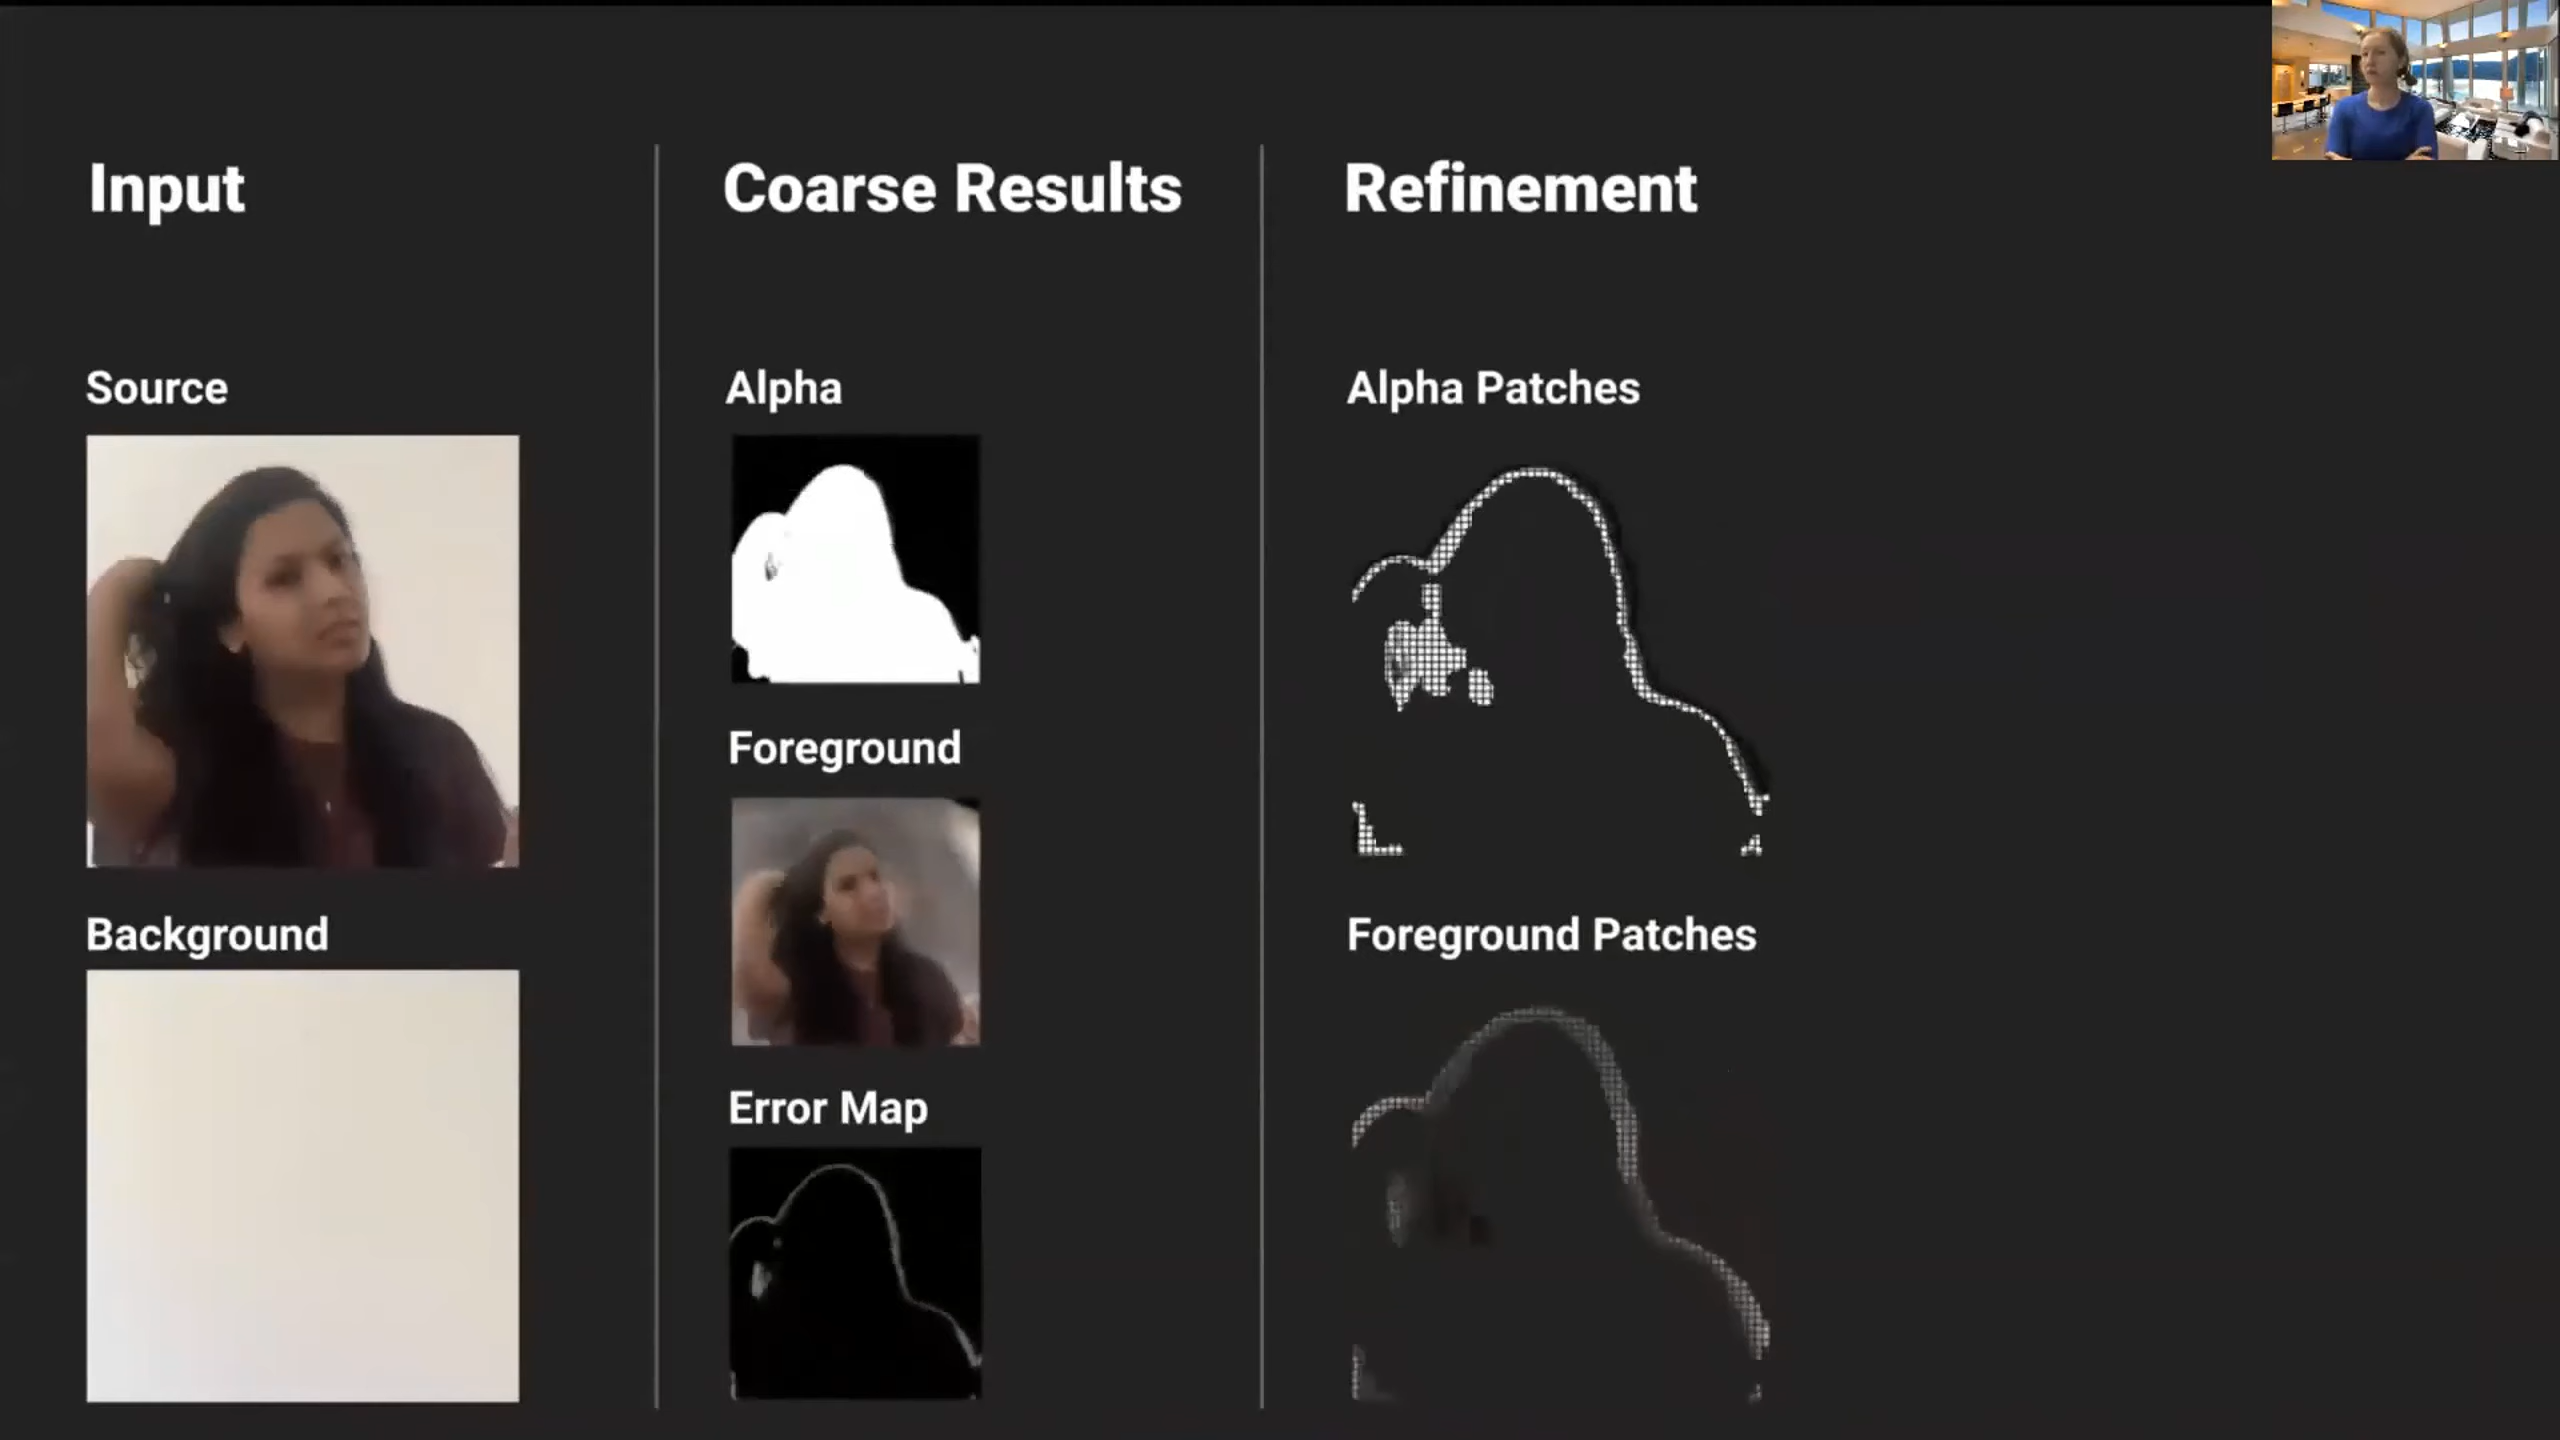 Input
Coarse Results
Refinement
Source
Alpha
Alpha Patches
Foreground
Background
Foreground Patches
Error Map